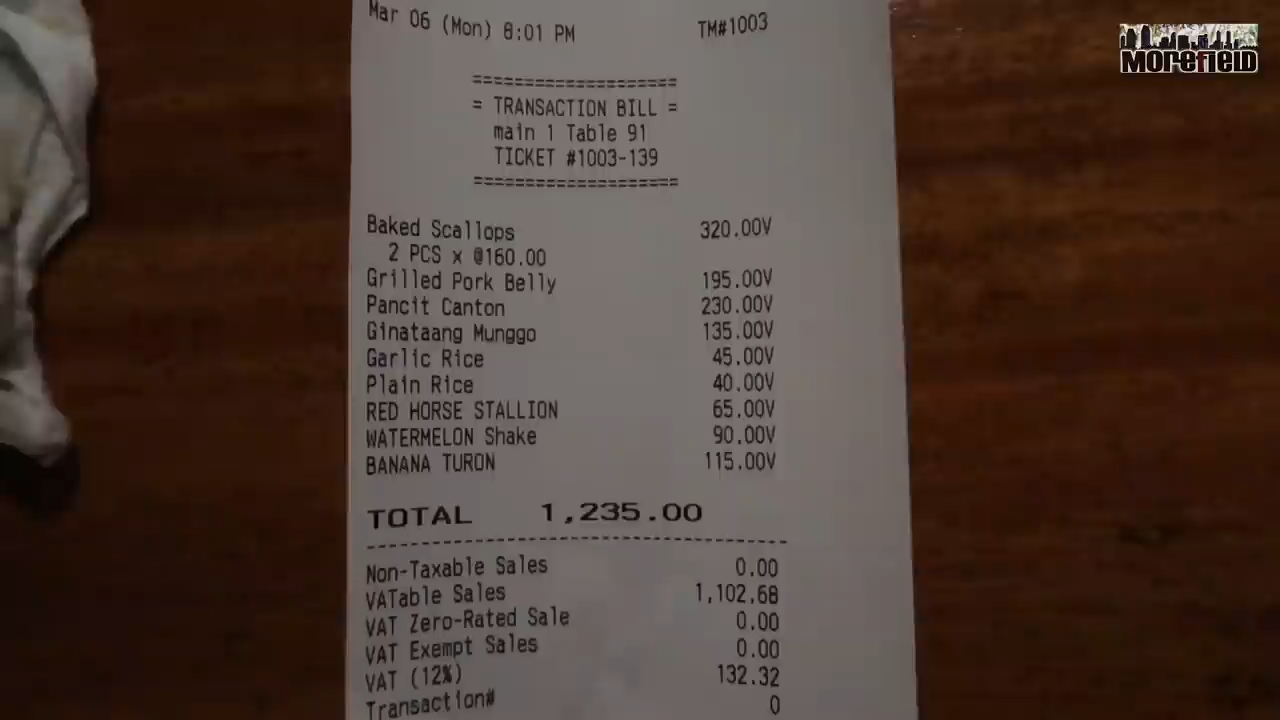 Mar 06 (Mon) 8:01 PM TM#1003
MOREFIELD
====================
= TRANSACTION BILL =
main 1 Table 91
TICKET #1003-139
====================
Baked Scallops 320.00V
2 PCS x @160.00
Grilled Pork Belly 195.00V
Pancit Canton 230.00V
Ginataang Munggo 135.00V
Garlic Rice 45.00V
Plain Rice 40.00V
RED HORSE STALLION 65.00V
WATERMELON Shake 90.00V
BANANA TURON 115.00V
TOTAL 1,235.00
Non-Taxable Sales 0.00
VATable Sales 1,102.68
VAT Zero-Rated Sale 0.00
VAT Exempt Sales 0.00
VAT (12%) 132.32
Transaction# 0